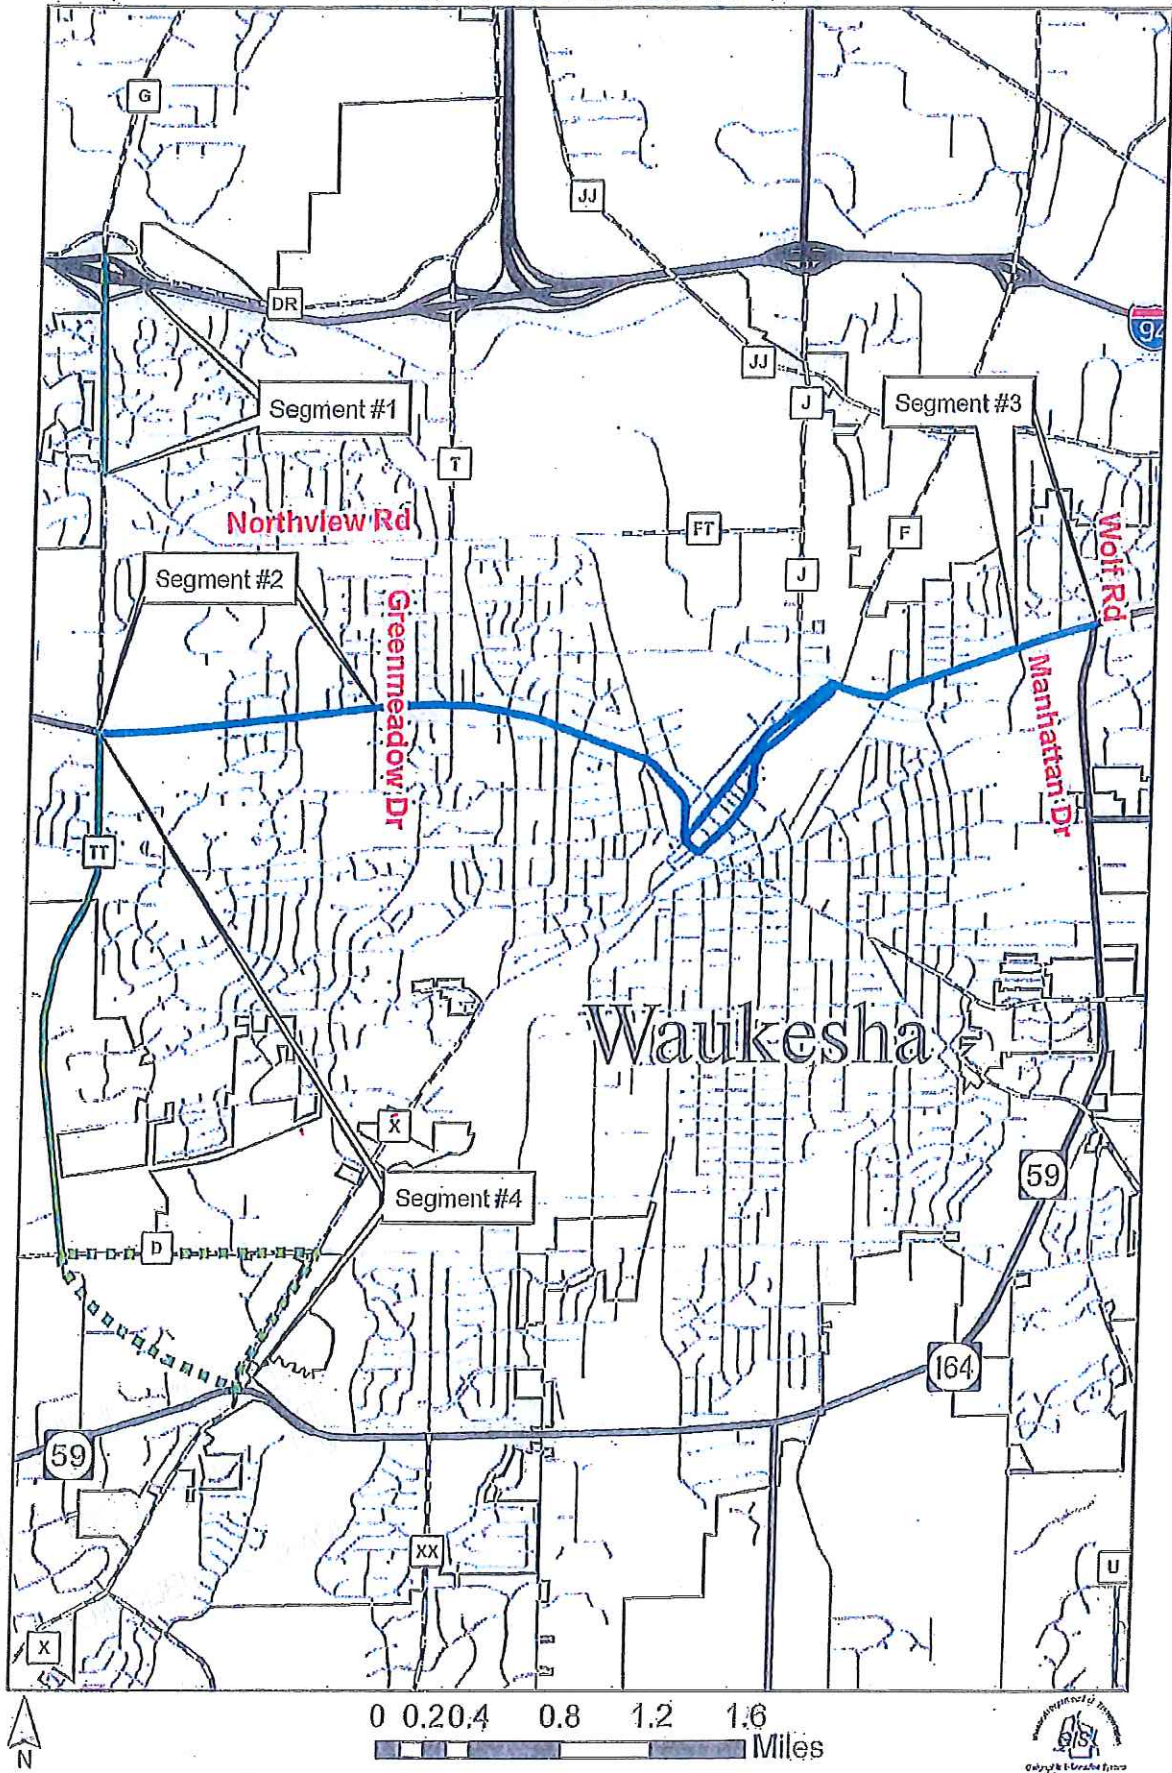 G
JJ
DR
94
JJ
J
Segment #1
Segment #3
T
Northview Rd
FT
F
Wolf Rd
Segment #2
J
Greenmeadow Dr
Manhattan Dr
TT
Waukesha
X
59
Segment #4
D
164
59
XX
U
X
N
0 0.2 0.4 0.8 1.2 1.6
Miles